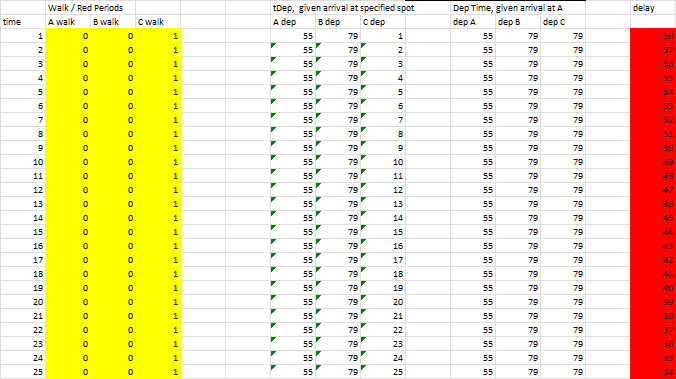 Walk / Red Periods tDep, given arrival at specified spot Dep Time, given arrival at A delay
time A walk B walk C walk A dep B dep C dep dep A dep B dep C
1 0 0 1 55 79 1 55 79 79 58
2 0 0 1 55 79 2 55 79 79 57
3 0 0 1 55 79 3 55 79 79 56
4 0 0 1 55 79 4 55 79 79 55
5 0 0 1 55 79 5 55 79 79 54
6 0 0 1 55 79 6 55 79 79 53
7 0 0 1 55 79 7 55 79 79 52
8 0 0 1 55 79 8 55 79 79 51
9 0 0 1 55 79 9 55 79 79 50
10 0 0 1 55 79 10 55 79 79 49
11 0 0 1 55 79 11 55 79 79 48
12 0 0 1 55 79 12 55 79 79 47
13 0 0 1 55 79 13 55 79 79 46
14 0 0 1 55 79 14 55 79 79 45
15 0 0 1 55 79 15 55 79 79 44
16 0 0 1 55 79 16 55 79 79 43
17 0 0 1 55 79 17 55 79 79 42
18 0 0 1 55 79 18 55 79 79 41
19 0 0 1 55 79 19 55 79 79 40
20 0 0 1 55 79 20 55 79 79 39
21 0 0 1 55 79 21 55 79 79 38
22 0 0 1 55 79 22 55 79 79 37
23 0 0 1 55 79 23 55 79 79 36
24 0 0 1 55 79 24 55 79 79 35
25 0 0 1 55 79 25 55 79 79 34